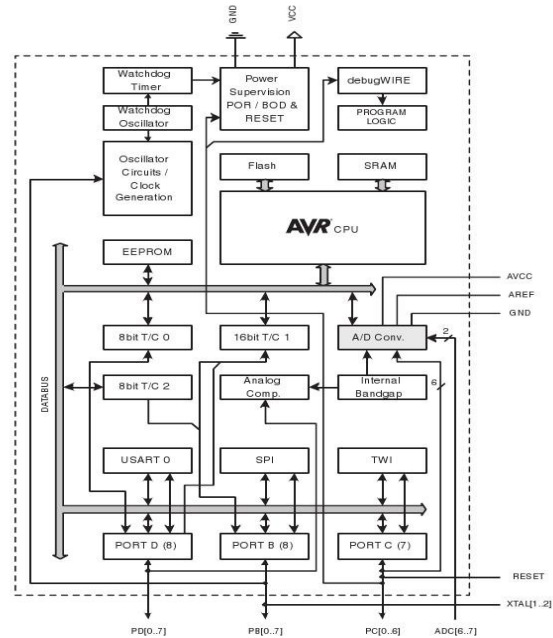 GND
VCC
Watchdog
Timer
Power
Supervision
POR / BOD &
RESET
debugWIRE
Watchdog
Oscillator
PROGRAM
LOGIC
Oscillator
Circuits /
Clock
Generation
Flash
SRAM
AVR CPU
EEPROM
AVCC
AREF
GND
8bit T/C 0
16bit T/C 1
A/D Conv.
2
DATABUS
8bit T/C 2
Analog
Comp.
Internal
Bandgap
6
USART 0
SPI
TWI
PORT D (8)
PORT B (8)
PORT C (7)
RESET
XTAL[1..2]
PD[0..7]
PB[0..7]
PC[0..6]
ADC[6..7]